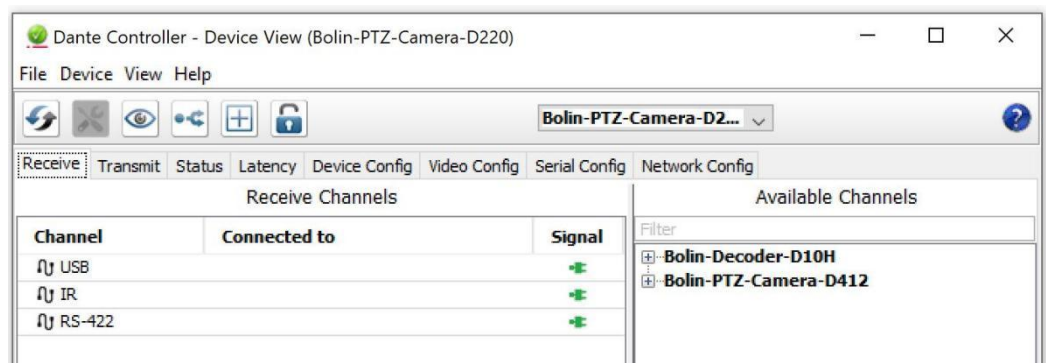 Dante Controller - Device View (Bolin-PTZ-Camera-D220)
File Device View Help
Bolin-PTZ-Camera-D2...
Receive Transmit Status Latency Device Config Video Config Serial Config Network Config
Receive Channels Available Channels
Channel Connected to Signal Filter
Bolin-Decoder-D10H
USB
Bolin-PTZ-Camera-D412
IR
RS-422